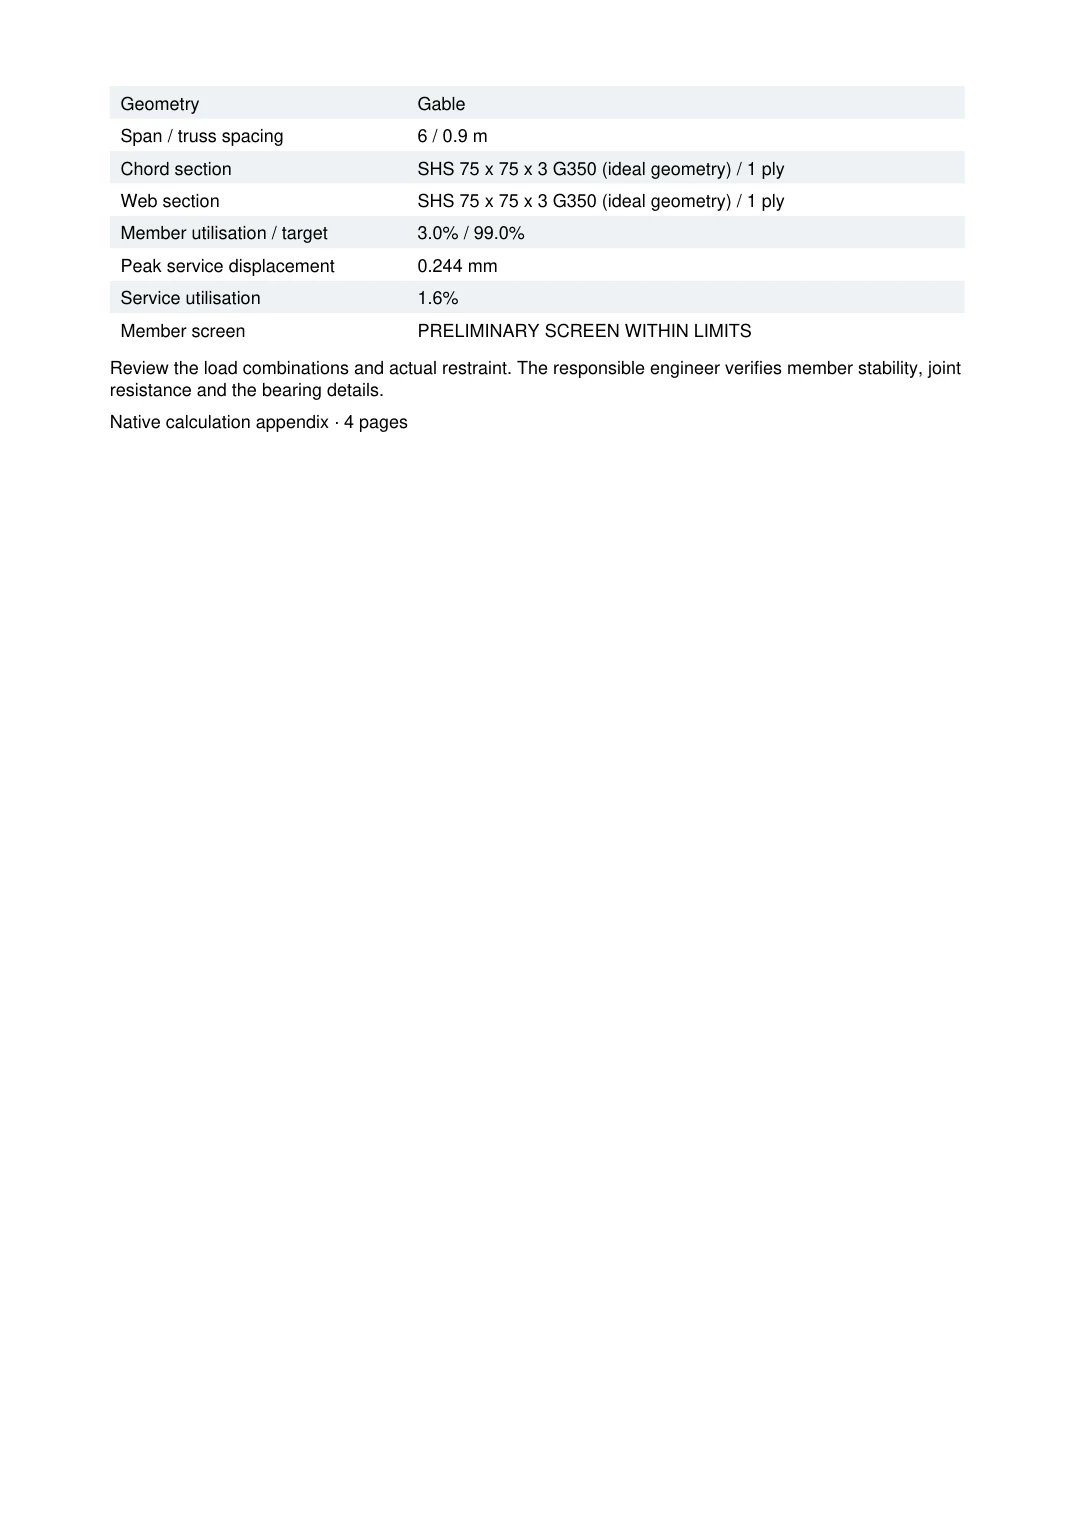 Geometry Gable
Span / truss spacing 6 / 0.9 m
Chord section SHS 75 x 75 x 3 G350 (ideal geometry) / 1 ply
Web section SHS 75 x 75 x 3 G350 (ideal geometry) / 1 ply
Member utilisation / target 3.0% / 99.0%
Peak service displacement 0.244 mm
Service utilisation 1.6%
Member screen PRELIMINARY SCREEN WITHIN LIMITS
Review the load combinations and actual restraint. The responsible engineer verifies member stability, joint
resistance and the bearing details.
Native calculation appendix · 4 pages